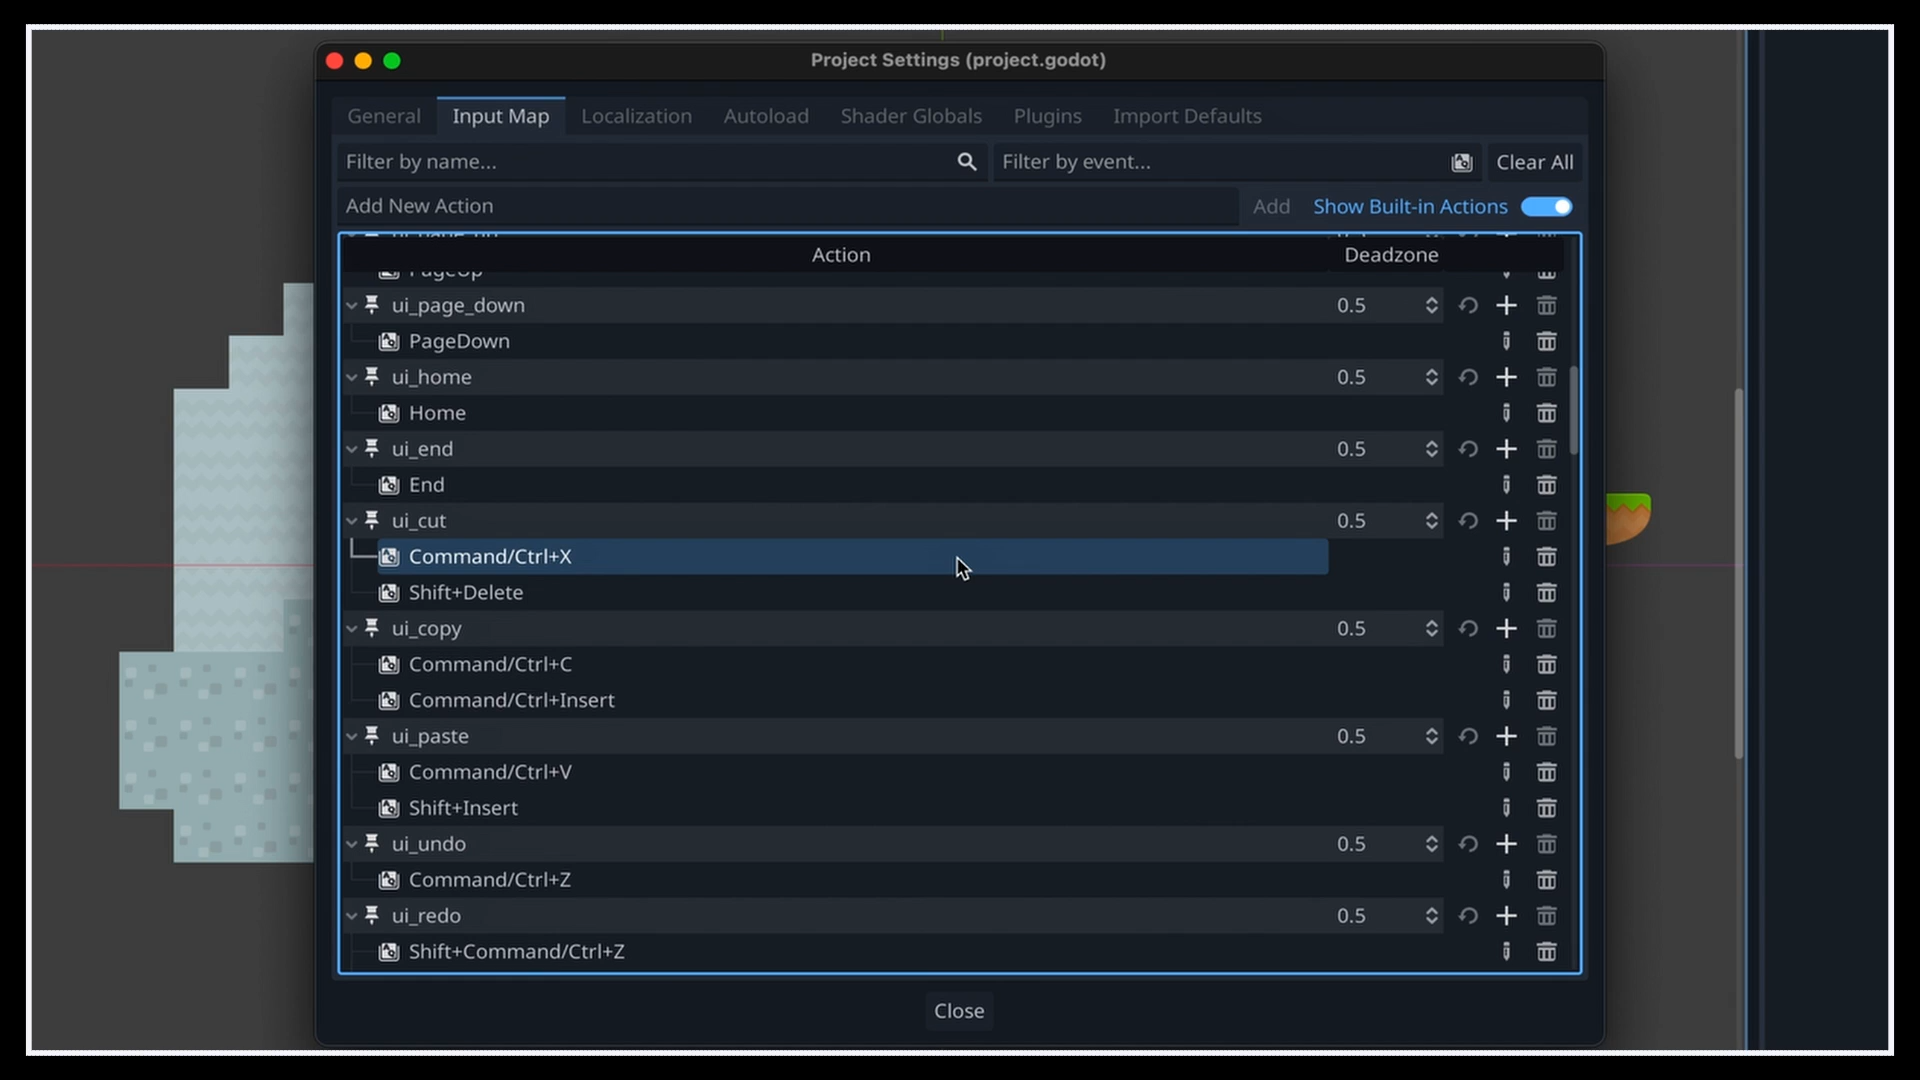 Project Settings (project.godot)
General Input Map Localization Autoload Shader Globals Plugins Import Defaults
Filter by name... Filter by event... Clear All
Add New Action Add Show Built-in Actions
Action Deadzone
PageUp
ui_page_down 0.5
PageDown
ui_home 0.5
Home
ui_end 0.5
End
ui_cut 0.5
Command/Ctrl+X
Shift+Delete
ui_copy 0.5
Command/Ctrl+C
Command/Ctrl+Insert
ui_paste 0.5
Command/Ctrl+V
Shift+Insert
ui_undo 0.5
Command/Ctrl+Z
ui_redo 0.5
Shift+Command/Ctrl+Z
Close